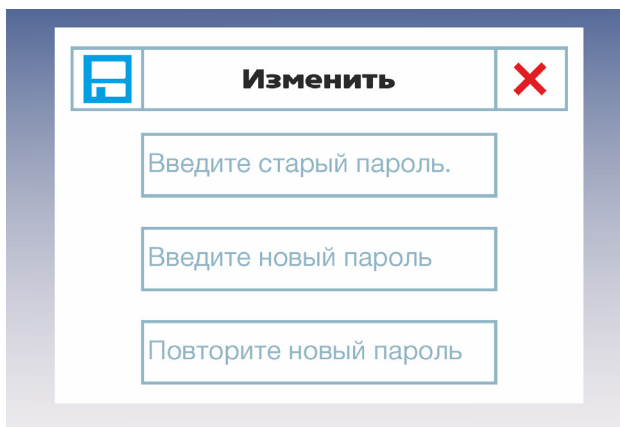 Изменить
Введите старый пароль.
Введите новый пароль
Повторите новый пароль